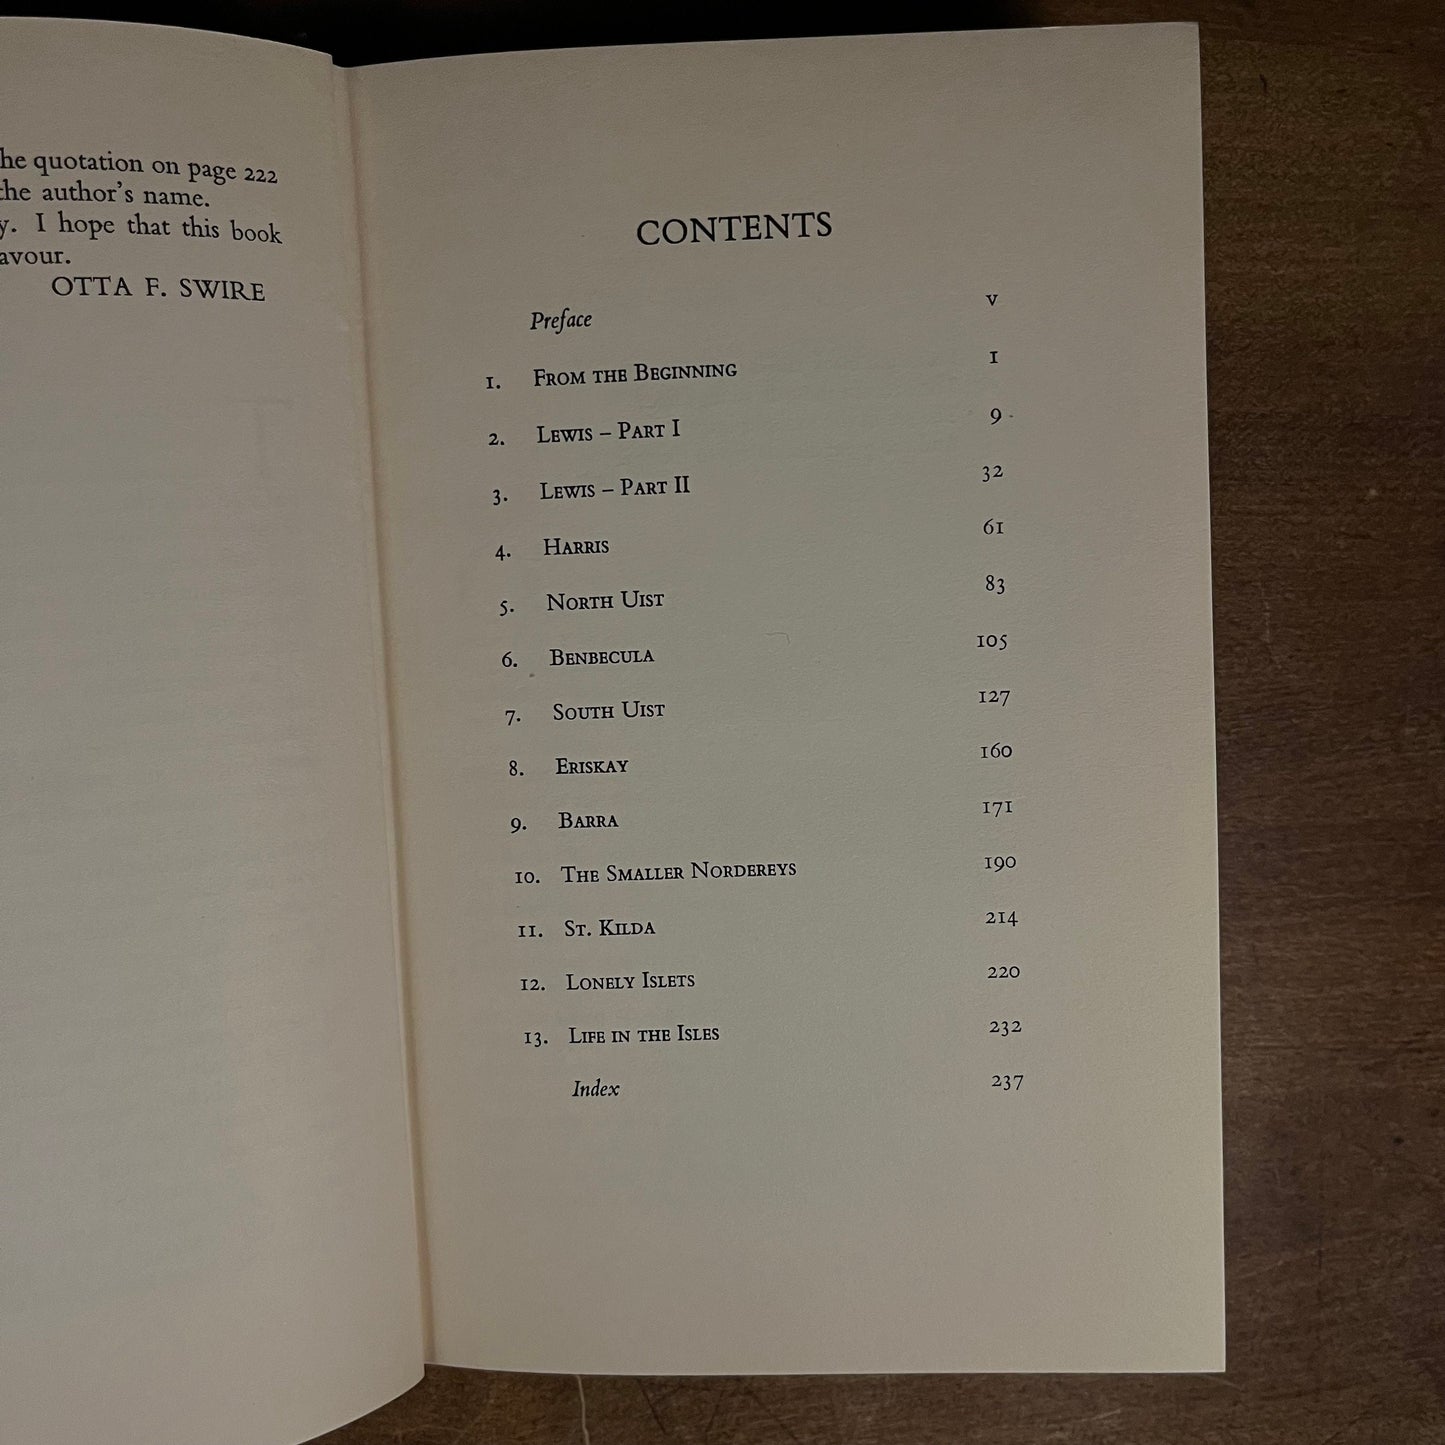 he quotation on page 222
the author's name.
y. I hope that this book
avour.
OTTA F. SWIRE
CONTENTS
Preface v
1. From the Beginning 1
2. Lewis – Part I 9
3. Lewis – Part II 32
4. Harris 61
5. North Uist 83
6. Benbecula 105
7. South Uist 127
8. Eriskay 160
9. Barra 171
10. The Smaller Nordereys 190
11. St. Kilda 214
12. Lonely Islets 220
13. Life in the Isles 232
Index 237